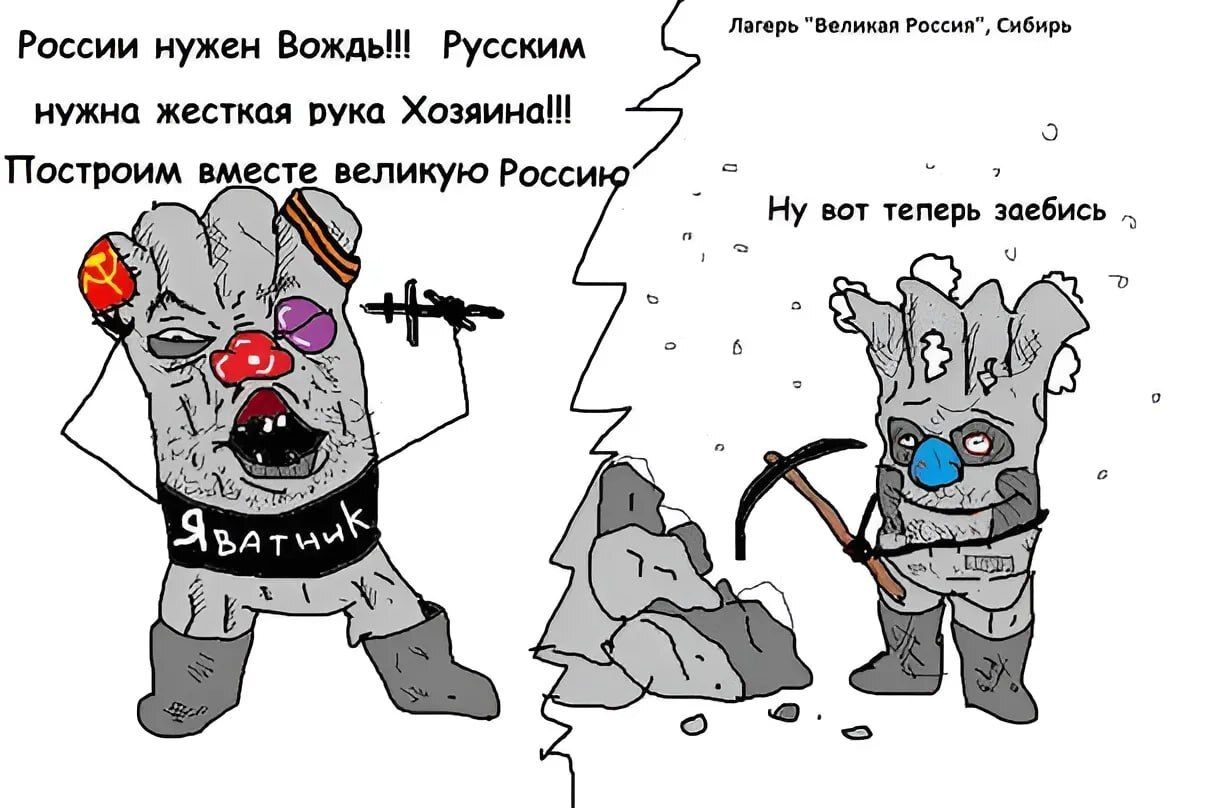 России нужен Вождь!!! Русским
нужна жесткая рука Хозяина!!!
Построим вместе великую Россию
Я ВАТНИК
Лагерь "Великая Россия", Сибирь
Ну вот теперь заебись